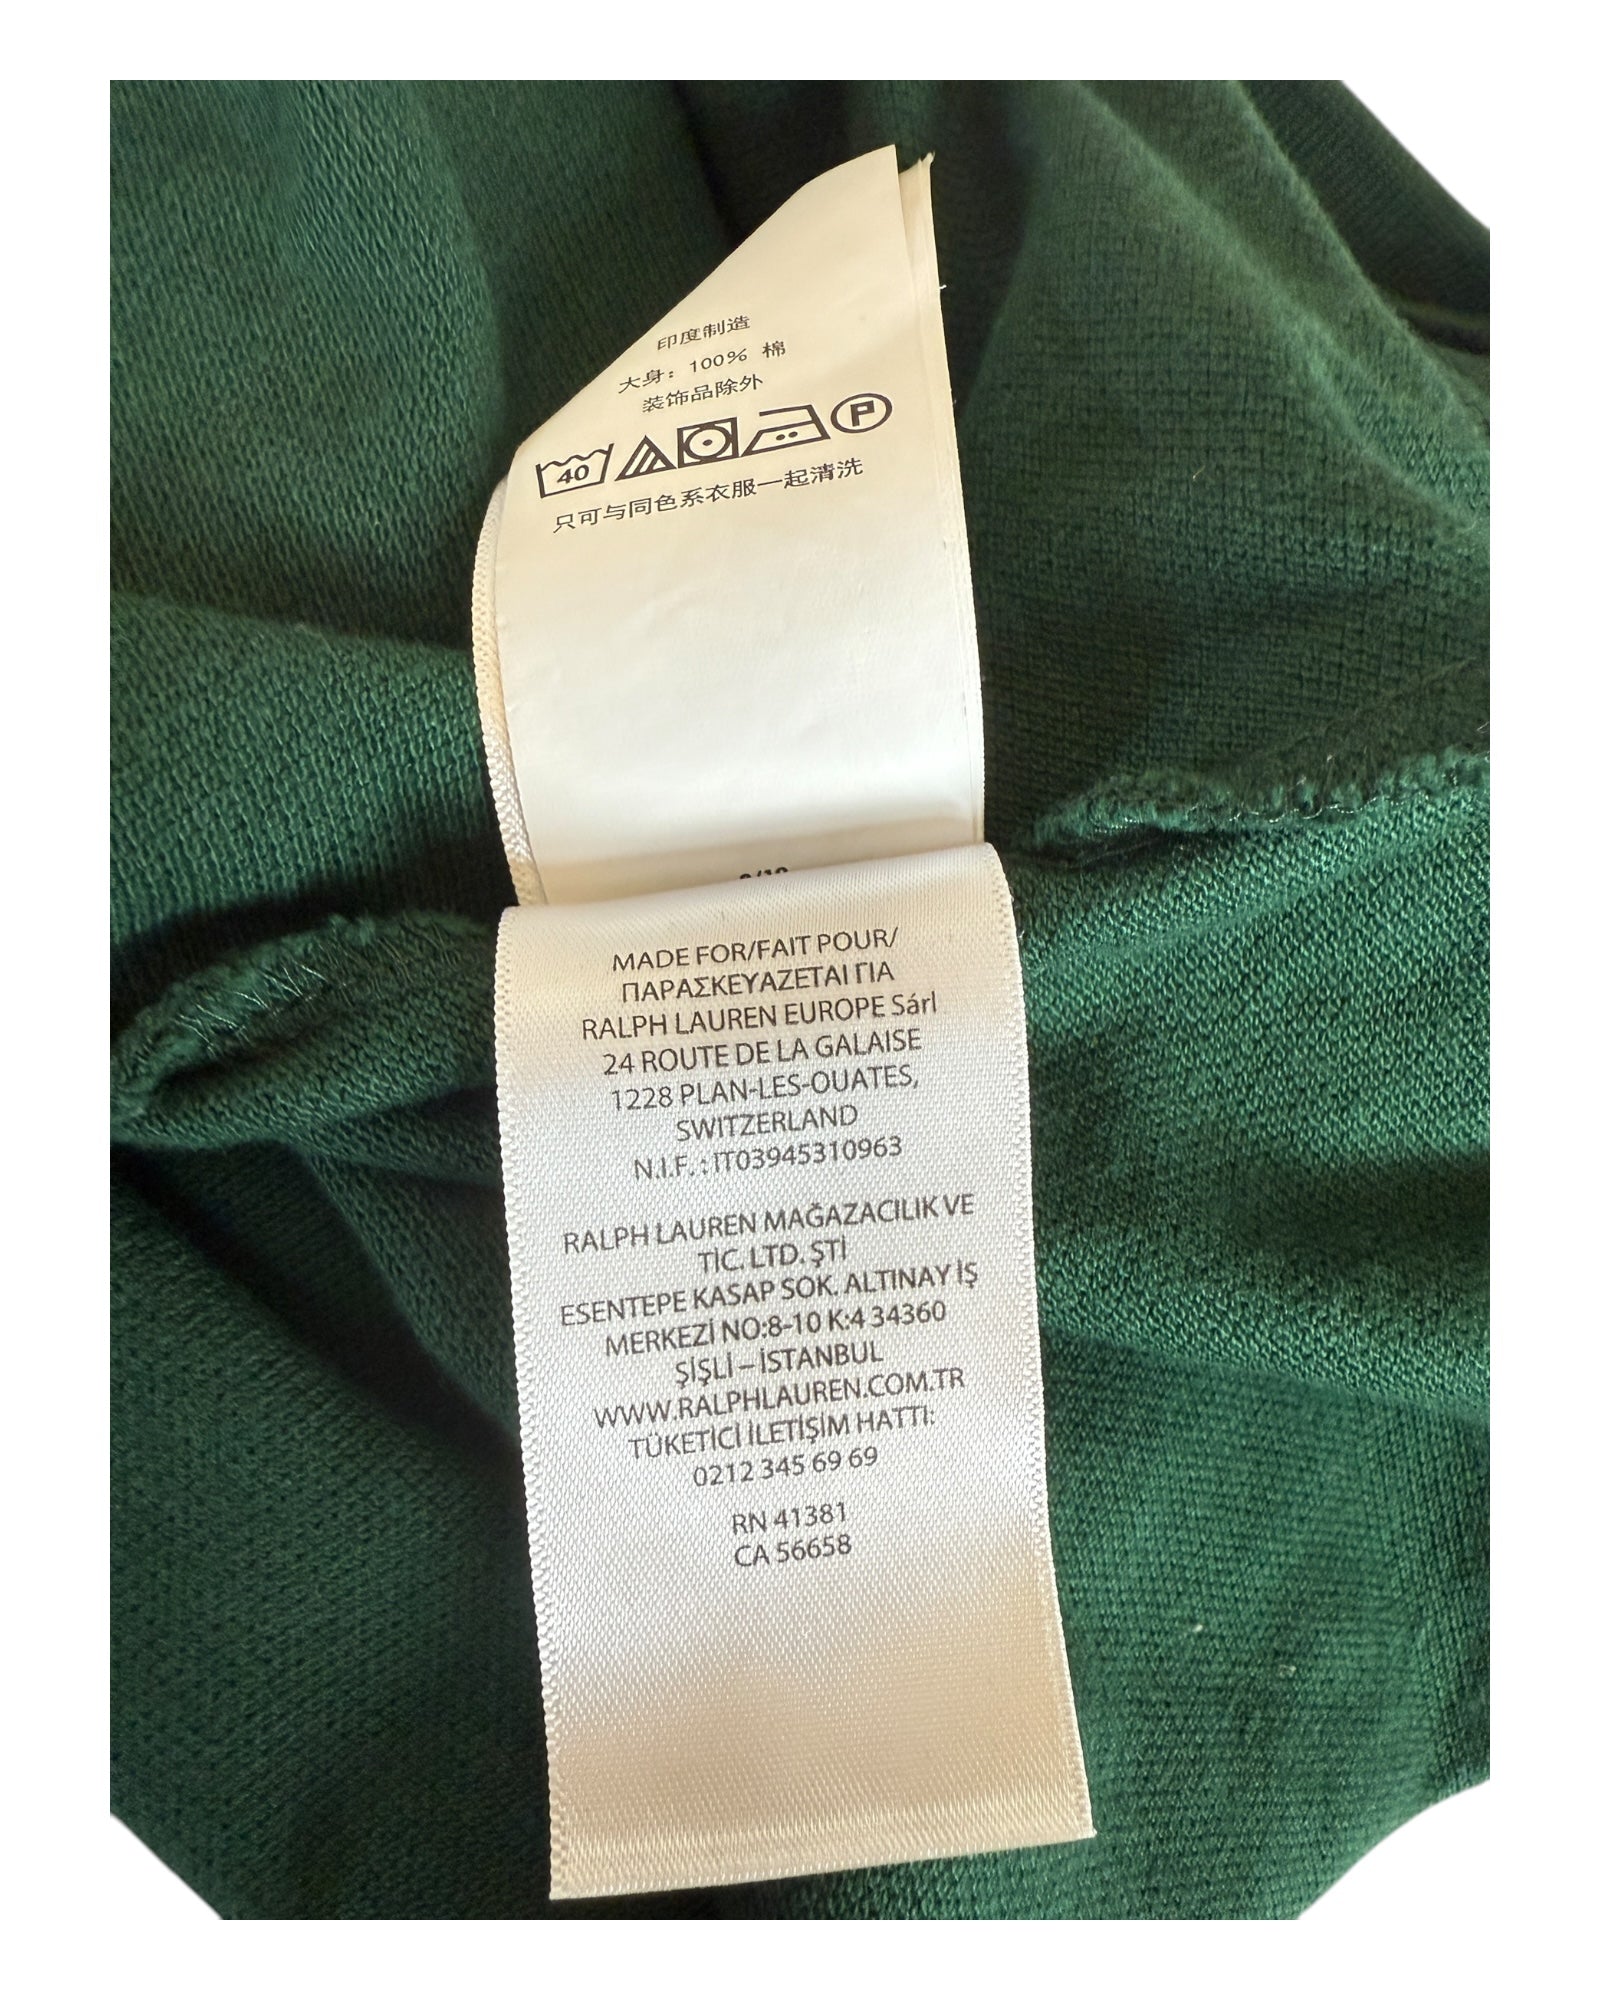 印度制造
大身: 100% 棉
装饰品除外
40 P
只可与同色系衣服一起清洗
MADE FOR/FAIT POUR/
ΠΑΡΑΣΚΕΥΑΖΕΤΑΙ ΓΙΑ
RALPH LAUREN EUROPE Sárl
24 ROUTE DE LA GALAISE
1228 PLAN-LES-OUATES,
SWITZERLAND
N.I.F. : IT03945310963
RALPH LAUREN MAĞAZACILIK VE
TİC. LTD. ŞTİ
ESENTEPE KASAP SOK. ALTINAY İŞ
MERKEZİ NO:8-10 K:4 34360
ŞİŞLİ – İSTANBUL
WWW.RALPHLAUREN.COM.TR
TÜKETİCİ İLETİŞİM HATTI:
0212 345 69 69
RN 41381
CA 56658